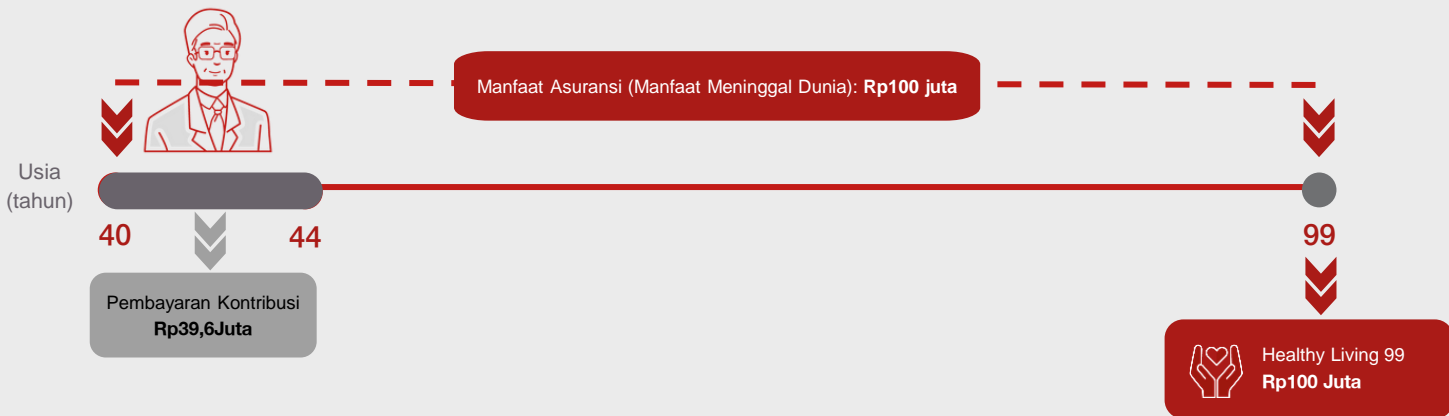 Manfaat Asuransi (Manfaat Meninggal Dunia): Rp100 juta
Usia
(tahun)
40
44
99
Pembayaran Kontribusi
Rp39,6Juta
Healthy Living 99
Rp100 Juta